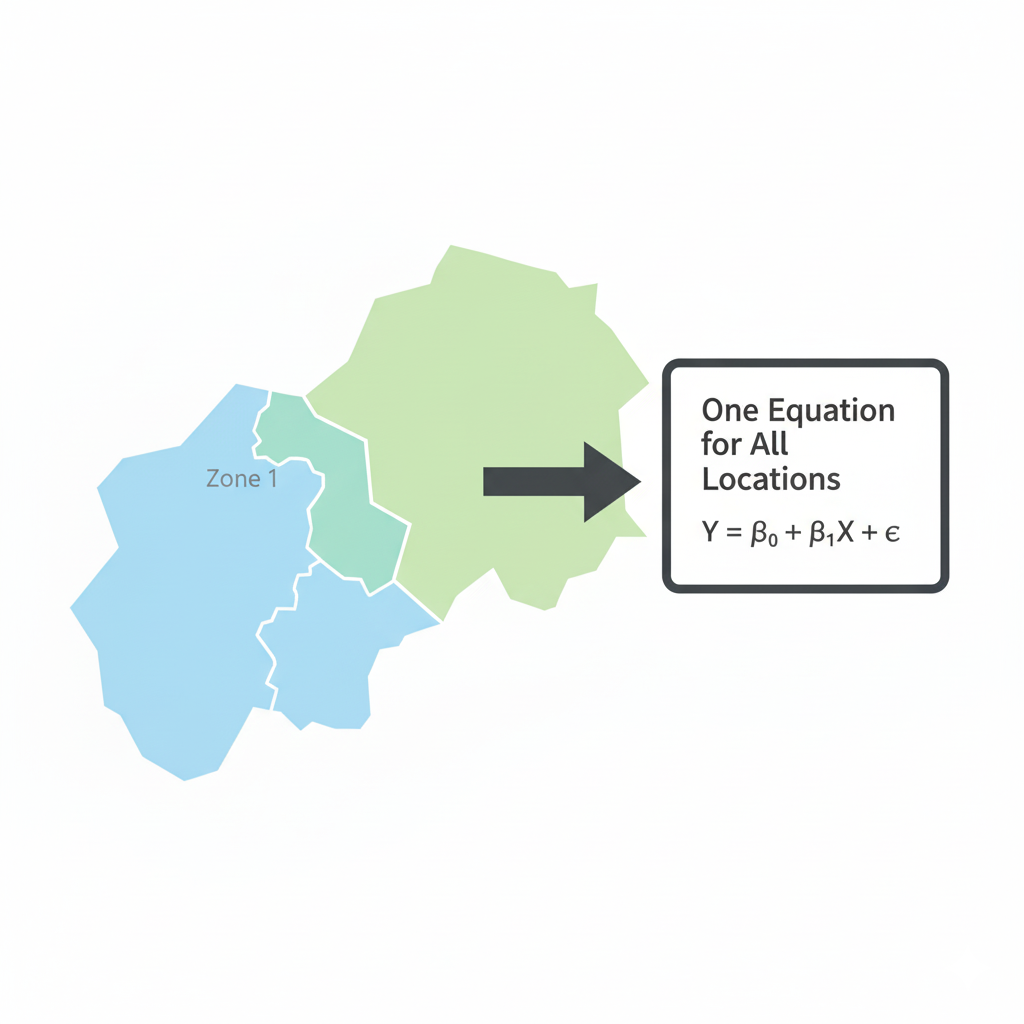 Zone 1
One Equation
for All
Locations
Y = β₀ + β₁X + ϵ